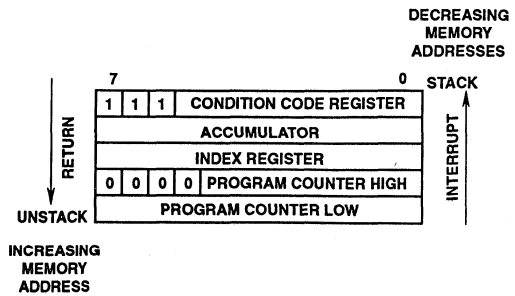 DECREASING
MEMORY
ADDRESSES
7 0 STACK
1 1 1 CONDITION CODE REGISTER
ACCUMULATOR
INDEX REGISTER
0 0 0 0 PROGRAM COUNTER HIGH
PROGRAM COUNTER LOW
RETURN
INTERRUPT
UNSTACK
INCREASING
MEMORY
ADDRESS